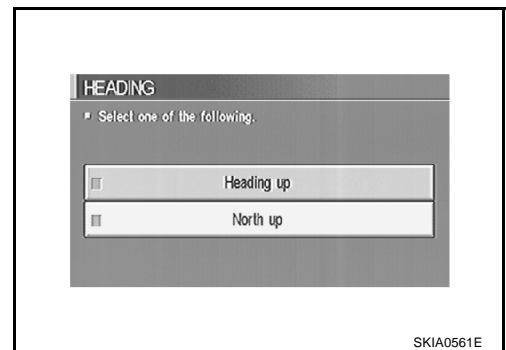 HEADING
Select one of the following.
Heading up
North up
SKIA0561E